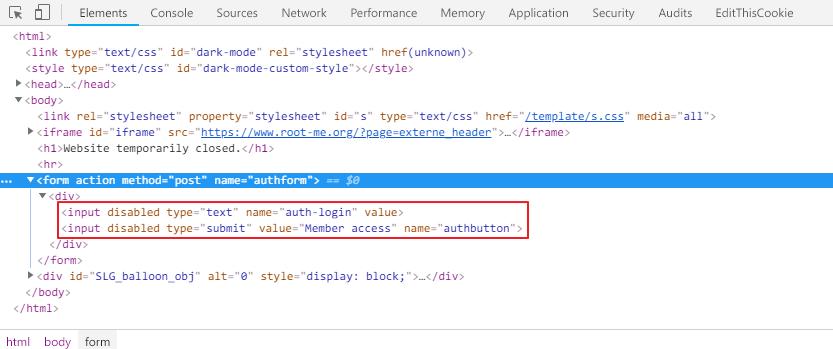 Elements Console Sources Network Performance Memory Application Security Audits EditThisCookie
<html>
<link type="text/css" id="dark-mode" rel="stylesheet" href(unknown)>
<style type="text/css" id="dark-mode-custom-style"></style>
<head>…</head>
<body>
<link rel="stylesheet" property="stylesheet" id="s" type="text/css" href="/template/s.css" media="all">
<iframe id="iframe" src="https://www.root-me.org/?page=externe_header">…</iframe>
<h1>Website temporarily closed.</h1>
<hr>
… <form action method="post" name="authform"> == $0
<div>
<input disabled type="text" name="auth-login" value>
<input disabled type="submit" value="Member access" name="authbutton">
</div>
</form>
<div id="SLG_balloon_obj" alt="0" style="display: block;">…</div>
</body>
</html>
html body form